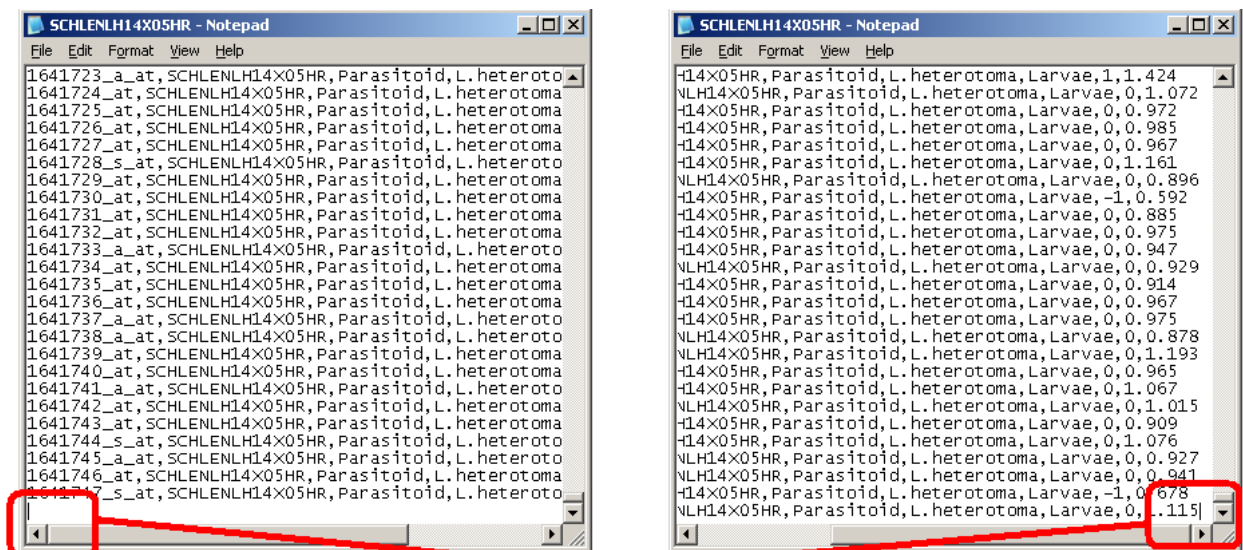 SCHLENLH14X05HR - Notepad
File Edit Format View Help
1641723_a_at,SCHLENLH14X05HR,Parasitoid,L.heteroto
1641724_at,SCHLENLH14X05HR,Parasitoid,L.heterotoma
1641725_at,SCHLENLH14X05HR,Parasitoid,L.heterotoma
1641726_at,SCHLENLH14X05HR,Parasitoid,L.heterotoma
1641727_at,SCHLENLH14X05HR,Parasitoid,L.heterotoma
1641728_s_at,SCHLENLH14X05HR,Parasitoid,L.heteroto
1641729_at,SCHLENLH14X05HR,Parasitoid,L.heterotoma
1641730_at,SCHLENLH14X05HR,Parasitoid,L.heterotoma
1641731_at,SCHLENLH14X05HR,Parasitoid,L.heterotoma
1641732_at,SCHLENLH14X05HR,Parasitoid,L.heterotoma
1641733_a_at,SCHLENLH14X05HR,Parasitoid,L.heteroto
1641734_at,SCHLENLH14X05HR,Parasitoid,L.heterotoma
1641735_at,SCHLENLH14X05HR,Parasitoid,L.heterotoma
1641736_at,SCHLENLH14X05HR,Parasitoid,L.heterotoma
1641737_a_at,SCHLENLH14X05HR,Parasitoid,L.heteroto
1641738_a_at,SCHLENLH14X05HR,Parasitoid,L.heteroto
1641739_at,SCHLENLH14X05HR,Parasitoid,L.heterotoma
1641740_at,SCHLENLH14X05HR,Parasitoid,L.heterotoma
1641741_a_at,SCHLENLH14X05HR,Parasitoid,L.heteroto
1641742_at,SCHLENLH14X05HR,Parasitoid,L.heterotoma
1641743_at,SCHLENLH14X05HR,Parasitoid,L.heterotoma
1641744_s_at,SCHLENLH14X05HR,Parasitoid,L.heteroto
1641745_a_at,SCHLENLH14X05HR,Parasitoid,L.heteroto
1641746_at,SCHLENLH14X05HR,Parasitoid,L.heterotoma
1641747_s_at,SCHLENLH14X05HR,Parasitoid,L.heteroto
SCHLENLH14X05HR - Notepad
File Edit Format View Help
H14X05HR,Parasitoid,L.heterotoma,Larvae,1,1.424
NLH14X05HR,Parasitoid,L.heterotoma,Larvae,0,1.072
H14X05HR,Parasitoid,L.heterotoma,Larvae,0,0.972
H14X05HR,Parasitoid,L.heterotoma,Larvae,0,0.985
H14X05HR,Parasitoid,L.heterotoma,Larvae,0,0.967
H14X05HR,Parasitoid,L.heterotoma,Larvae,0,1.161
NLH14X05HR,Parasitoid,L.heterotoma,Larvae,0,0.896
H14X05HR,Parasitoid,L.heterotoma,Larvae,-1,0.592
H14X05HR,Parasitoid,L.heterotoma,Larvae,0,0.885
H14X05HR,Parasitoid,L.heterotoma,Larvae,0,0.975
H14X05HR,Parasitoid,L.heterotoma,Larvae,0,0.947
NLH14X05HR,Parasitoid,L.heterotoma,Larvae,0,0.929
H14X05HR,Parasitoid,L.heterotoma,Larvae,0,0.914
H14X05HR,Parasitoid,L.heterotoma,Larvae,0,0.967
H14X05HR,Parasitoid,L.heterotoma,Larvae,0,0.975
NLH14X05HR,Parasitoid,L.heterotoma,Larvae,0,0.878
NLH14X05HR,Parasitoid,L.heterotoma,Larvae,0,1.193
H14X05HR,Parasitoid,L.heterotoma,Larvae,0,0.965
H14X05HR,Parasitoid,L.heterotoma,Larvae,0,1.067
NLH14X05HR,Parasitoid,L.heterotoma,Larvae,0,1.015
H14X05HR,Parasitoid,L.heterotoma,Larvae,0,0.909
H14X05HR,Parasitoid,L.heterotoma,Larvae,0,1.076
NLH14X05HR,Parasitoid,L.heterotoma,Larvae,0,0.927
NLH14X05HR,Parasitoid,L.heterotoma,Larvae,0,0.941
H14X05HR,Parasitoid,L.heterotoma,Larvae,-1,0.678
NLH14X05HR,Parasitoid,L.heterotoma,Larvae,0,1.115